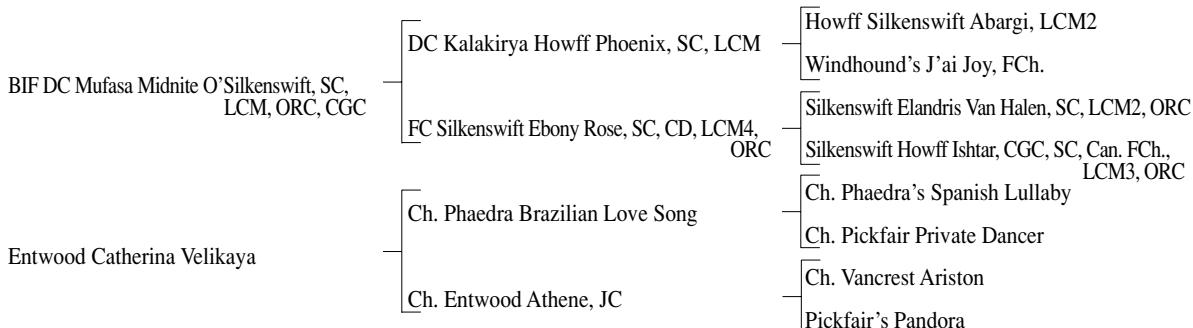 Howff Silkenswift Abargi, LCM2
DC Kalakirya Howff Phoenix, SC, LCM
Windhound's J'ai Joy, FCh.
BIF DC Mufasa Midnite O'Silkenswift, SC,
LCM, ORC, CGC
Silkenswift Elandris Van Halen, SC, LCM2, ORC
FC Silkenswift Ebony Rose, SC, CD, LCM4,
ORC
Silkenswift Howff Ishtar, CGC, SC, Can. FCh.,
LCM3, ORC
Ch. Phaedra's Spanish Lullaby
Ch. Phaedra Brazilian Love Song
Ch. Pickfair Private Dancer
Entwood Catherina Velikaya
Ch. Vancrest Ariston
Ch. Entwood Athene, JC
Pickfair's Pandora